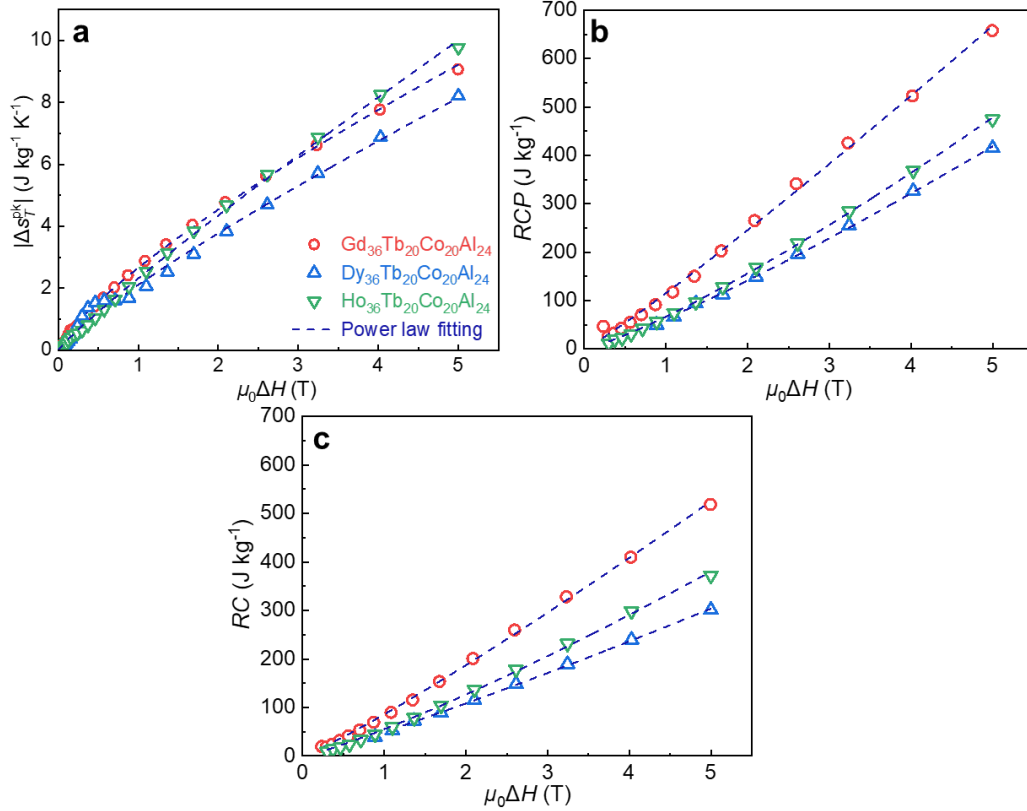 a
10
8
6
4
2
0
|Δs_T^pk| (J kg⁻¹ K⁻¹)
Gd₃₆Tb₂₀Co₂₀Al₂₄
Dy₃₆Tb₂₀Co₂₀Al₂₄
Ho₃₆Tb₂₀Co₂₀Al₂₄
Power law fitting
0 1 2 3 4 5
μ₀ΔH (T)
b
700
600
500
400
300
200
100
0
RCP (J kg⁻¹)
0 1 2 3 4 5
μ₀ΔH (T)
c
700
600
500
400
300
200
100
0
RC (J kg⁻¹)
0 1 2 3 4 5
μ₀ΔH (T)